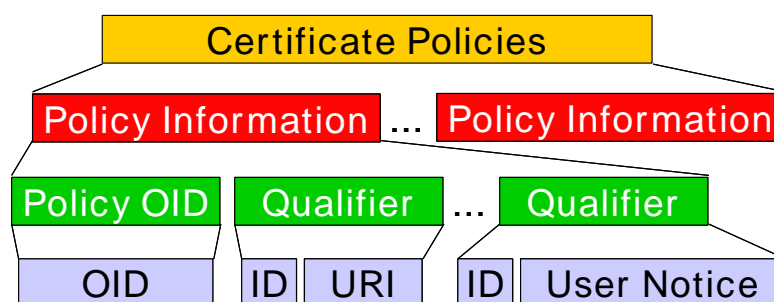 Certificate Policies
Policy Information ... Policy Information
Policy OID Qualifier ... Qualifier
OID ID URI ID User Notice